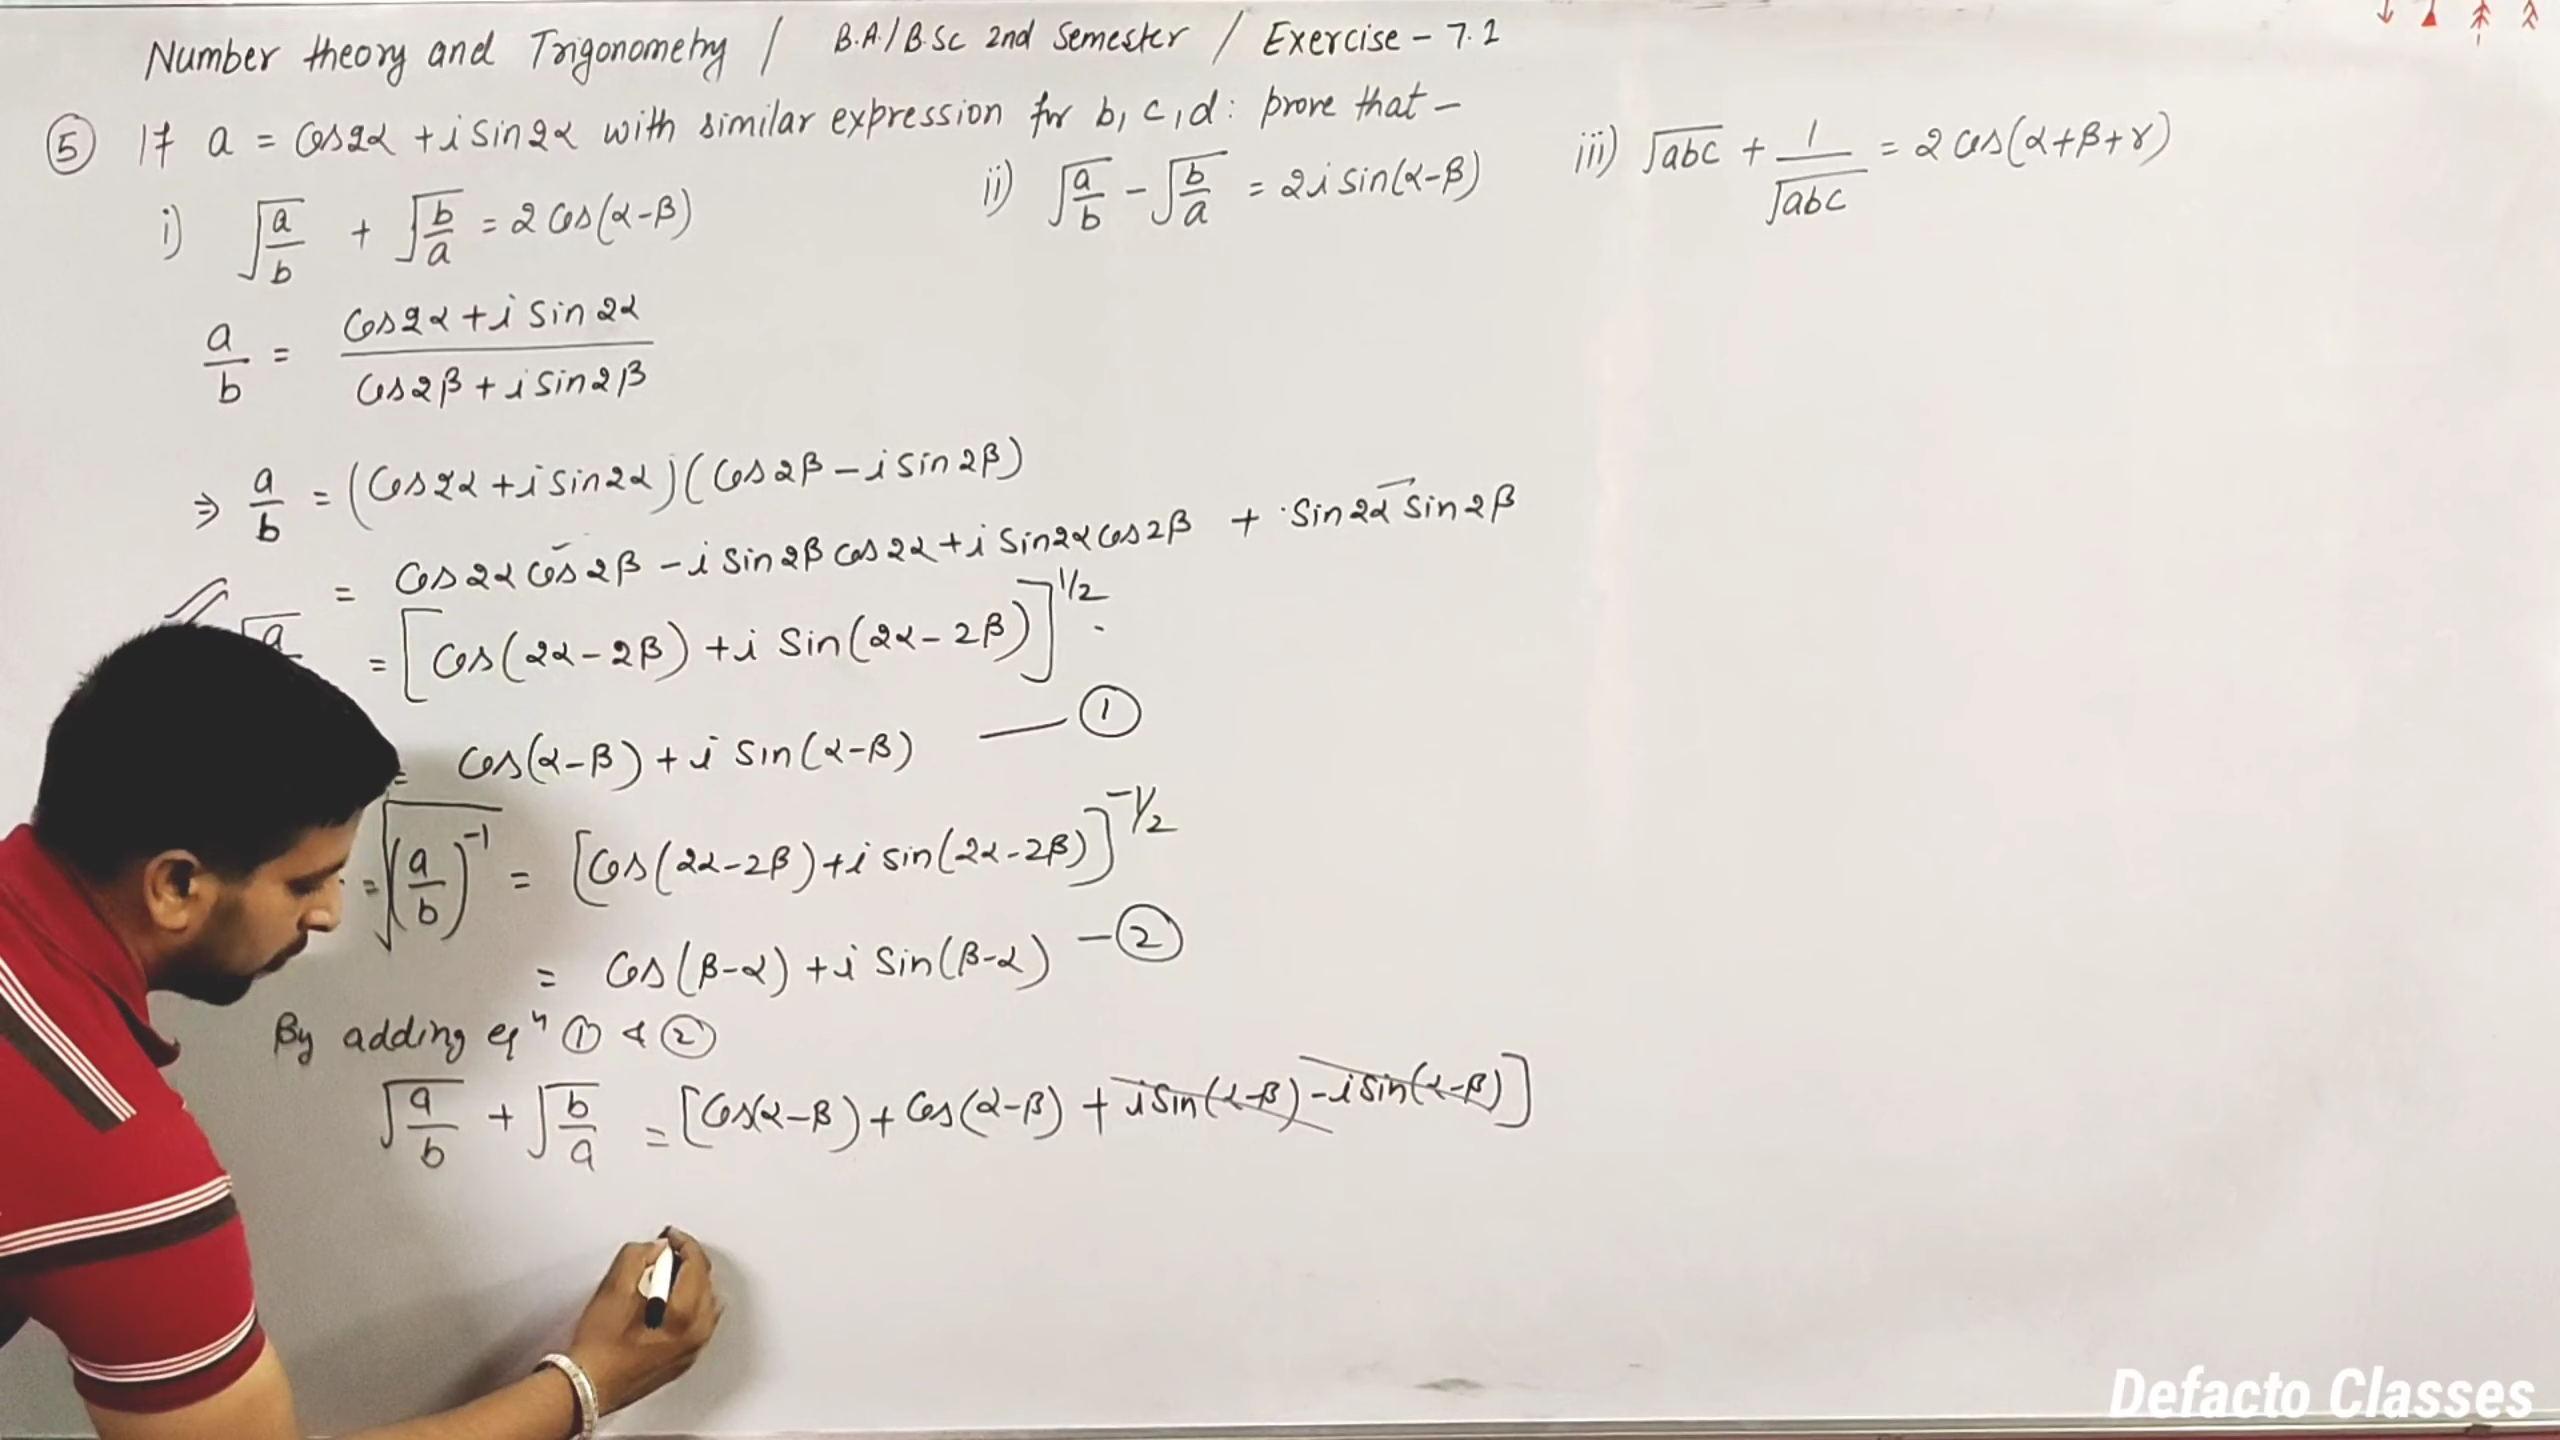 Number theory and Trigonometry / B.A./B.Sc 2nd Semester / Exercise - 7.1
⑤ If a = Cos2α + i Sin2α with similar expression for b, c, d : prove that -
i) √(a/b) + √(b/a) = 2 Cos(α-β)
ii) √(a/b) - √(b/a) = 2i sin(α-β)
iii) √abc + 1/√abc = 2 Cos(α+β+γ)
a/b = (Cos2α + i Sin2α)/(Cos2β + i Sin2β)
⇒ a/b = (Cos2α + i Sin2α)(Cos2β - i Sin2β)
= Cos2α Cos2β - i Sin2β Cos2α + i Sin2α Cos2β + Sin2α Sin2β
= [Cos(2α - 2β) + i Sin(2α - 2β)]^1/2
= Cos(α-β) + i Sin(α-β) — ①
= √(a/b)^-1 = [Cos(2α-2β) + i sin(2α-2β)]^-1/2
= Cos(β-α) + i Sin(β-α) - ②
By adding eqⁿ ① & ②
√(a/b) + √(b/a) = [Cos(α-β) + Cos(α-β) + i Sin(α-β) - i Sin(α-β)]
Defacto Classes